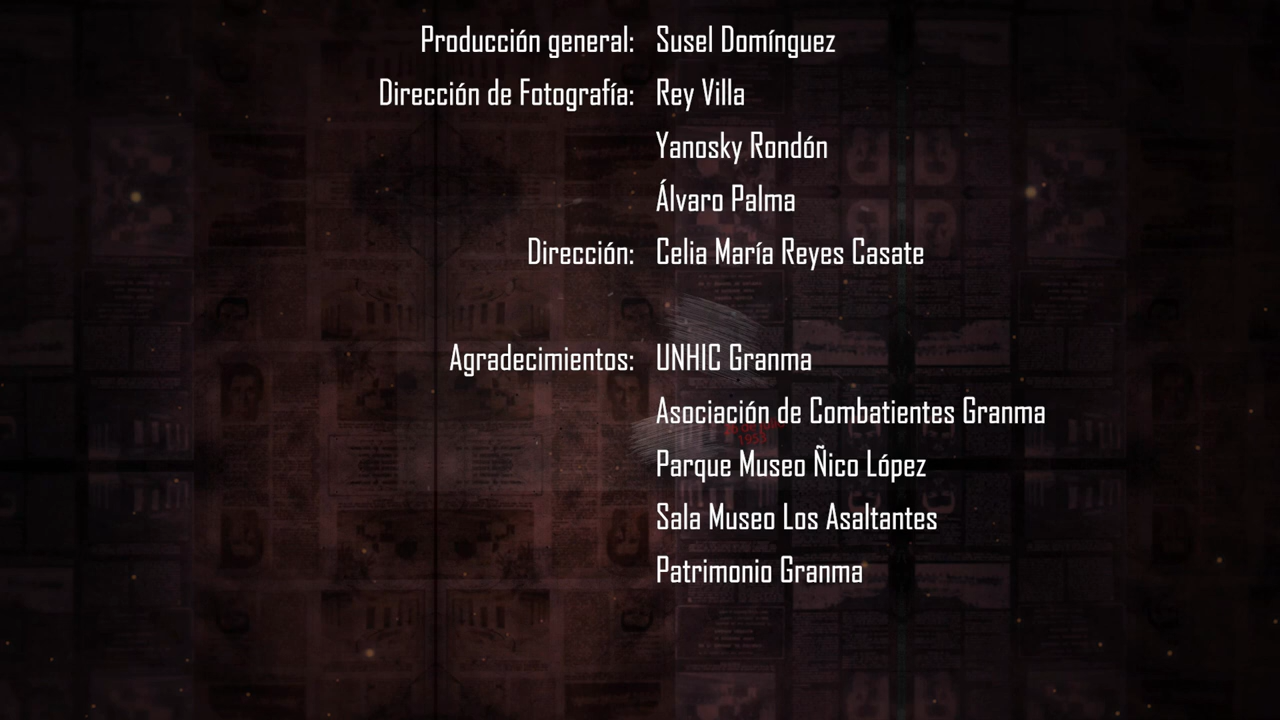 Producción general: Susel Domínguez
Dirección de Fotografía: Rey Villa
Yanosky Rondón
Álvaro Palma
Dirección: Celia María Reyes Casate
Agradecimientos: UNHIC Granma
Asociación de Combatientes Granma
Parque Museo Ñico López
Sala Museo Los Asaltantes
Patrimonio Granma